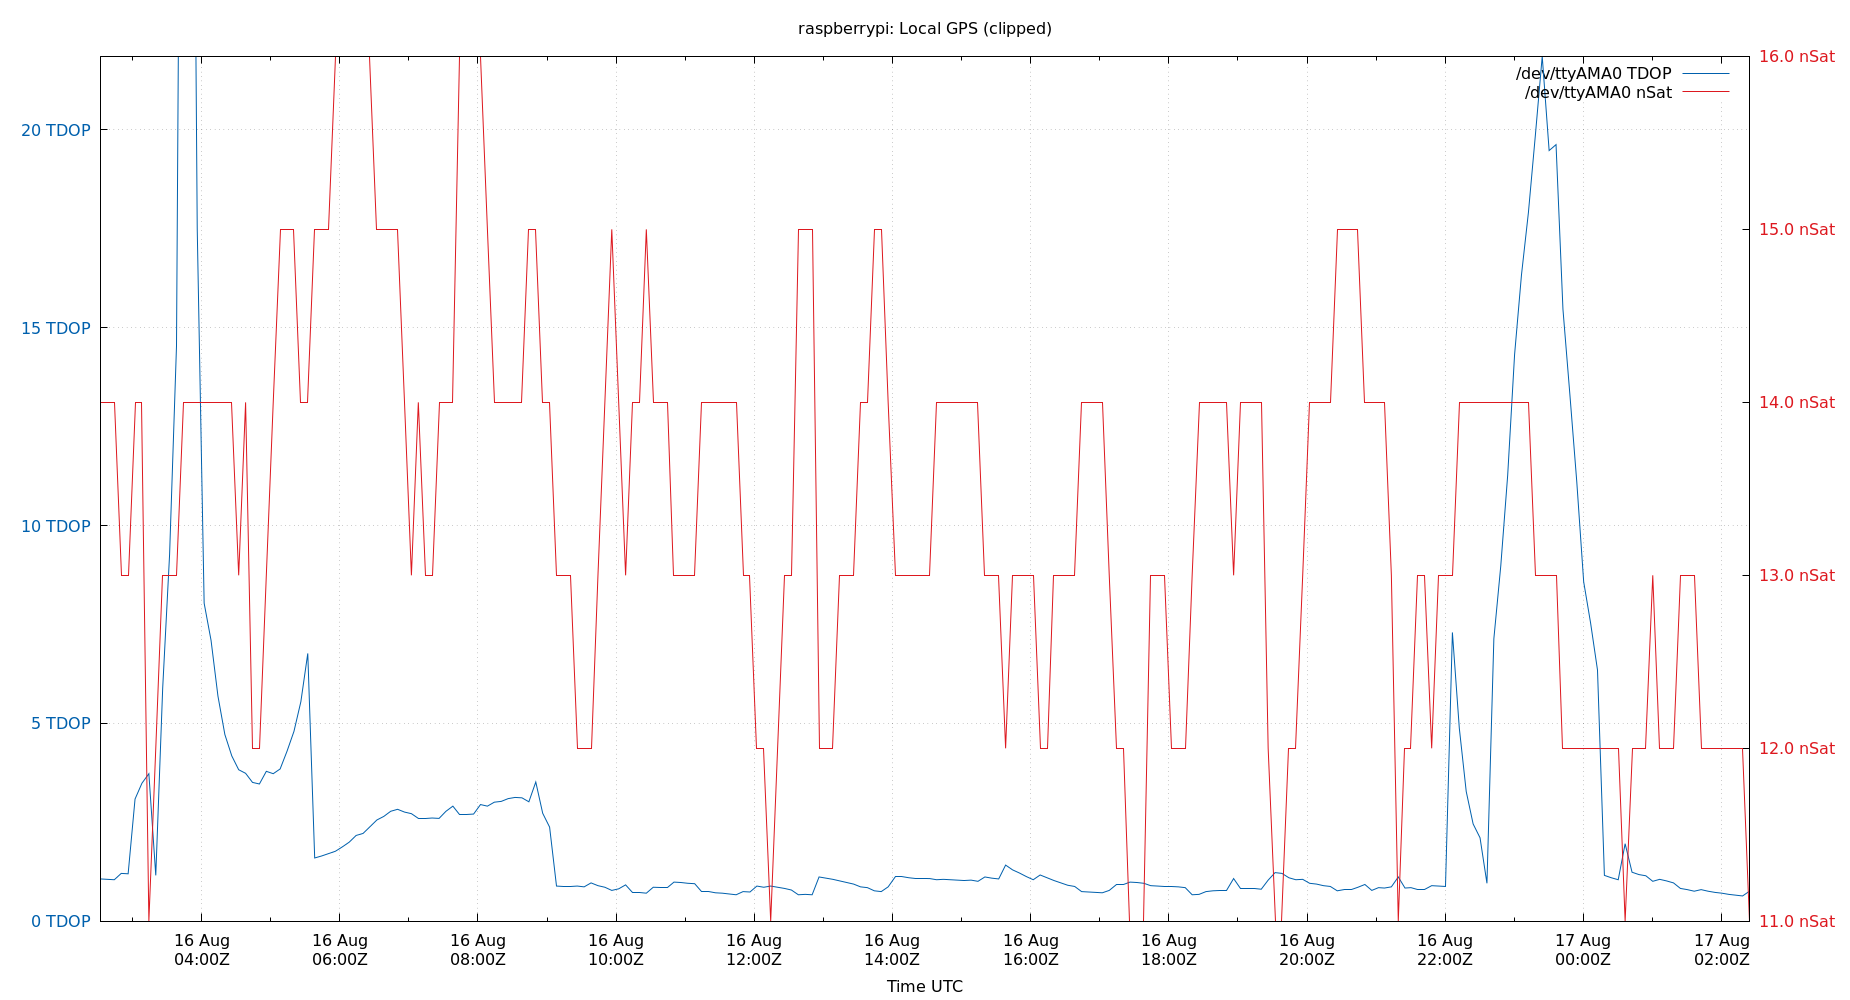 raspberrypi: Local GPS (clipped)
16.0 nSat
/dev/ttyAMA0 TDOP
/dev/ttyAMA0 nSat
20 TDOP
15.0 nSat
15 TDOP
14.0 nSat
10 TDOP
13.0 nSat
5 TDOP
12.0 nSat
0 TDOP
11.0 nSat
16 Aug 16 Aug 16 Aug 16 Aug 16 Aug 16 Aug 16 Aug 16 Aug 16 Aug 16 Aug 17 Aug 17 Aug
04:00Z 06:00Z 08:00Z 10:00Z 12:00Z 14:00Z 16:00Z 18:00Z 20:00Z 22:00Z 00:00Z 02:00Z
Time UTC